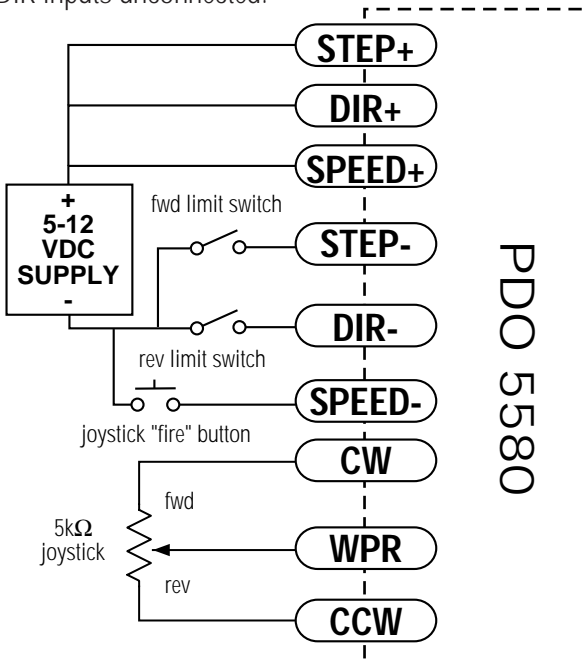 DIR inputs unconnected.
STEP+
DIR+
SPEED+
+
5-12
VDC
SUPPLY
-
fwd limit switch
STEP-
DIR-
rev limit switch
SPEED-
joystick "fire" button
CW
fwd
5kΩ
joystick
WPR
rev
CCW
PDO 5580